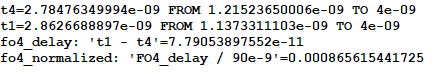 t4=2.78476349994e-09 FROM 1.21523650006e-09 TO 4e-09
t1=2.8626688897e-09 FROM 1.1373311103e-09 TO 4e-09
fo4_delay: 't1 - t4'=7.79053897552e-11
fo4_normalized: 'FO4_delay / 90e-9'=0.000865615441725